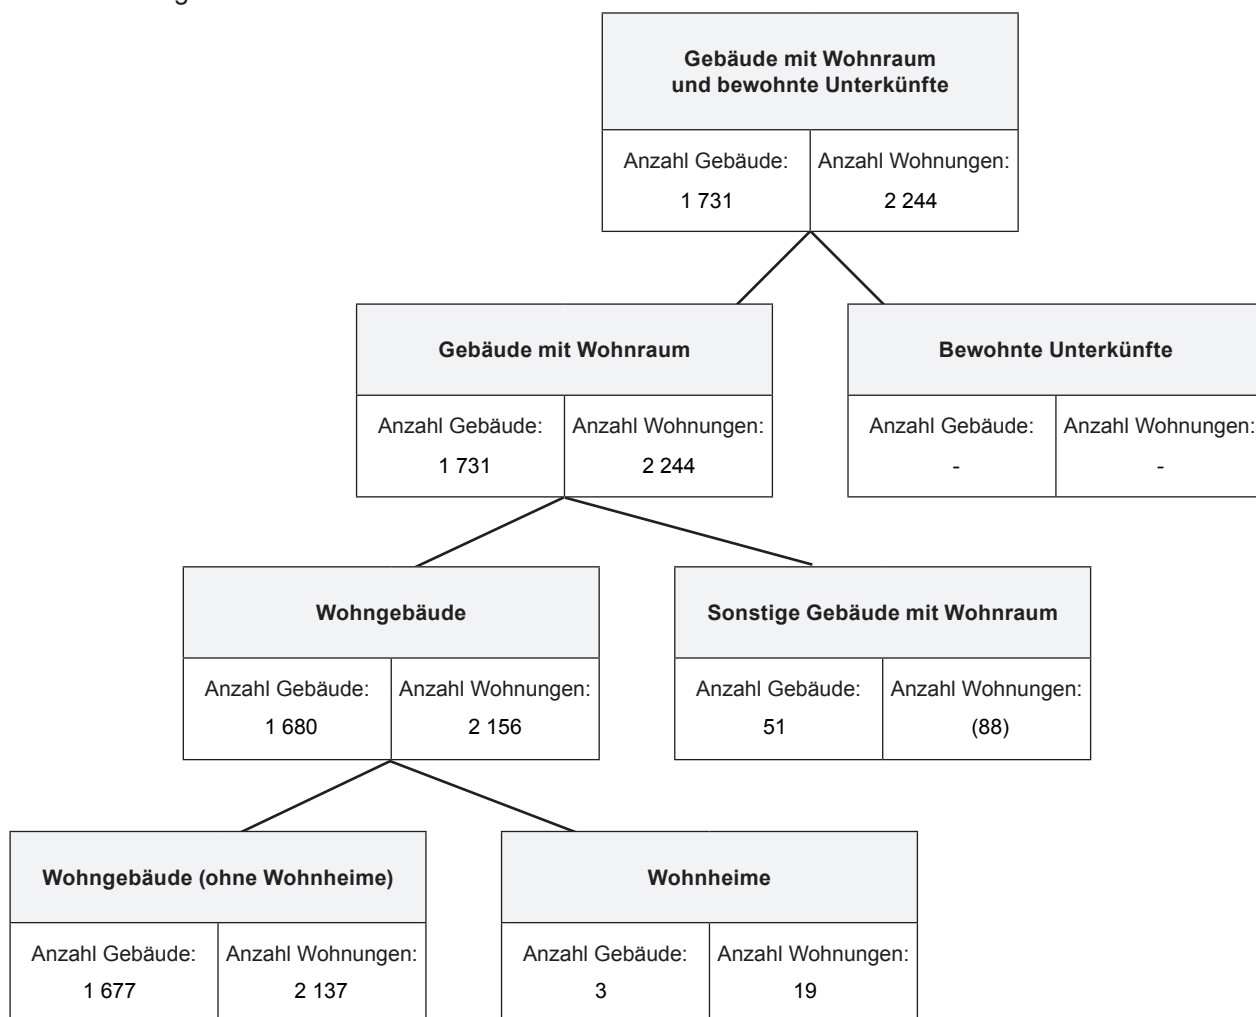 Gebäude mit Wohnraum
und bewohnte Unterkünfte
Anzahl Gebäude: Anzahl Wohnungen:
1 731 2 244
Gebäude mit Wohnraum
Anzahl Gebäude: Anzahl Wohnungen:
1 731 2 244
Bewohnte Unterkünfte
Anzahl Gebäude: Anzahl Wohnungen:
- -
Wohngebäude
Anzahl Gebäude: Anzahl Wohnungen:
1 680 2 156
Sonstige Gebäude mit Wohnraum
Anzahl Gebäude: Anzahl Wohnungen:
51 (88)
Wohngebäude (ohne Wohnheime)
Anzahl Gebäude: Anzahl Wohnungen:
1 677 2 137
Wohnheime
Anzahl Gebäude: Anzahl Wohnungen:
3 19